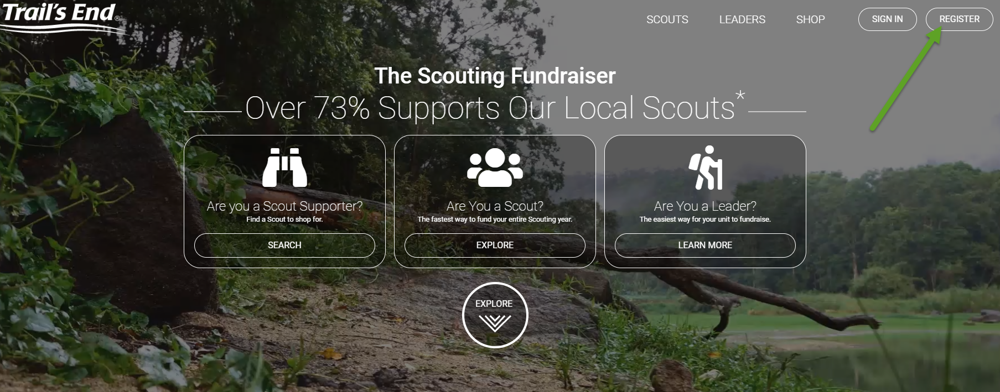 Trail's End®
SCOUTS LEADERS SHOP SIGN IN REGISTER
The Scouting Fundraiser
Over 73% Supports Our Local Scouts*
Are you a Scout Supporter?
Find a Scout to shop for.
SEARCH
Are You a Scout?
The fastest way to fund your entire Scouting year.
EXPLORE
Are You a Leader?
The easiest way for your unit to fundraise.
LEARN MORE
EXPLORE